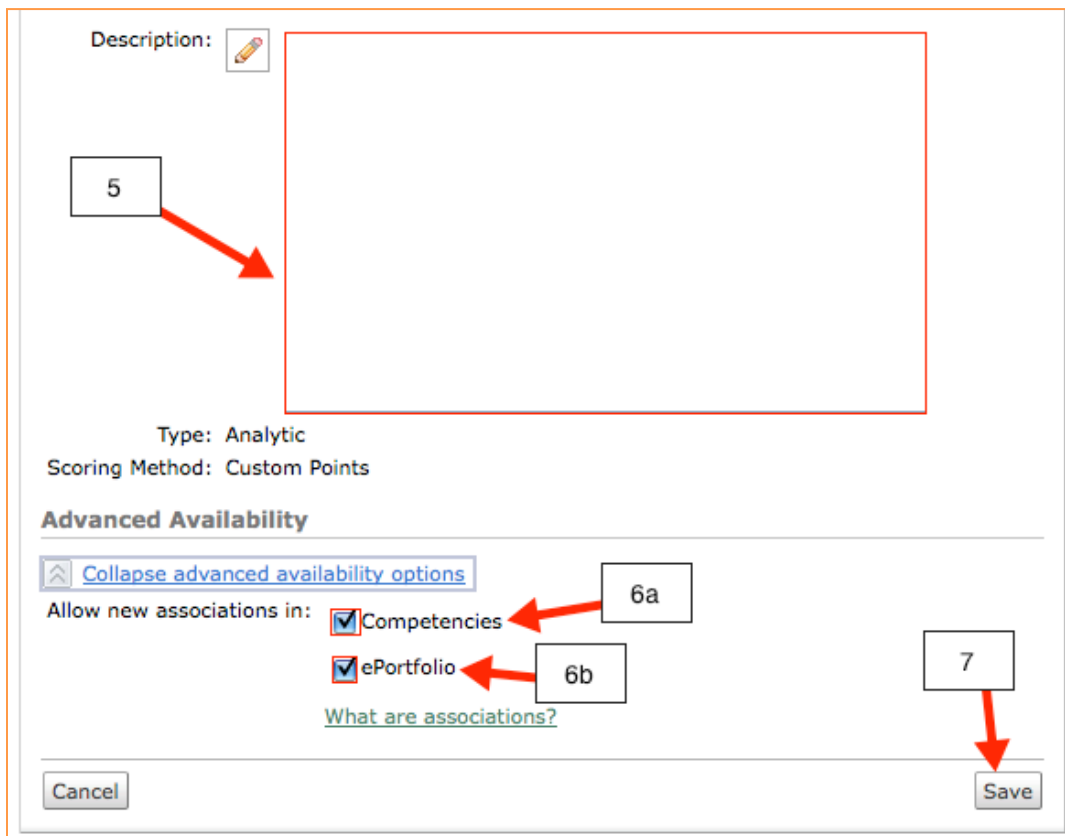 Description:
5
Type: Analytic
Scoring Method: Custom Points
Advanced Availability
Collapse advanced availability options
Allow new associations in:
Competencies
6a
ePortfolio
6b
7
What are associations?
Cancel
Save